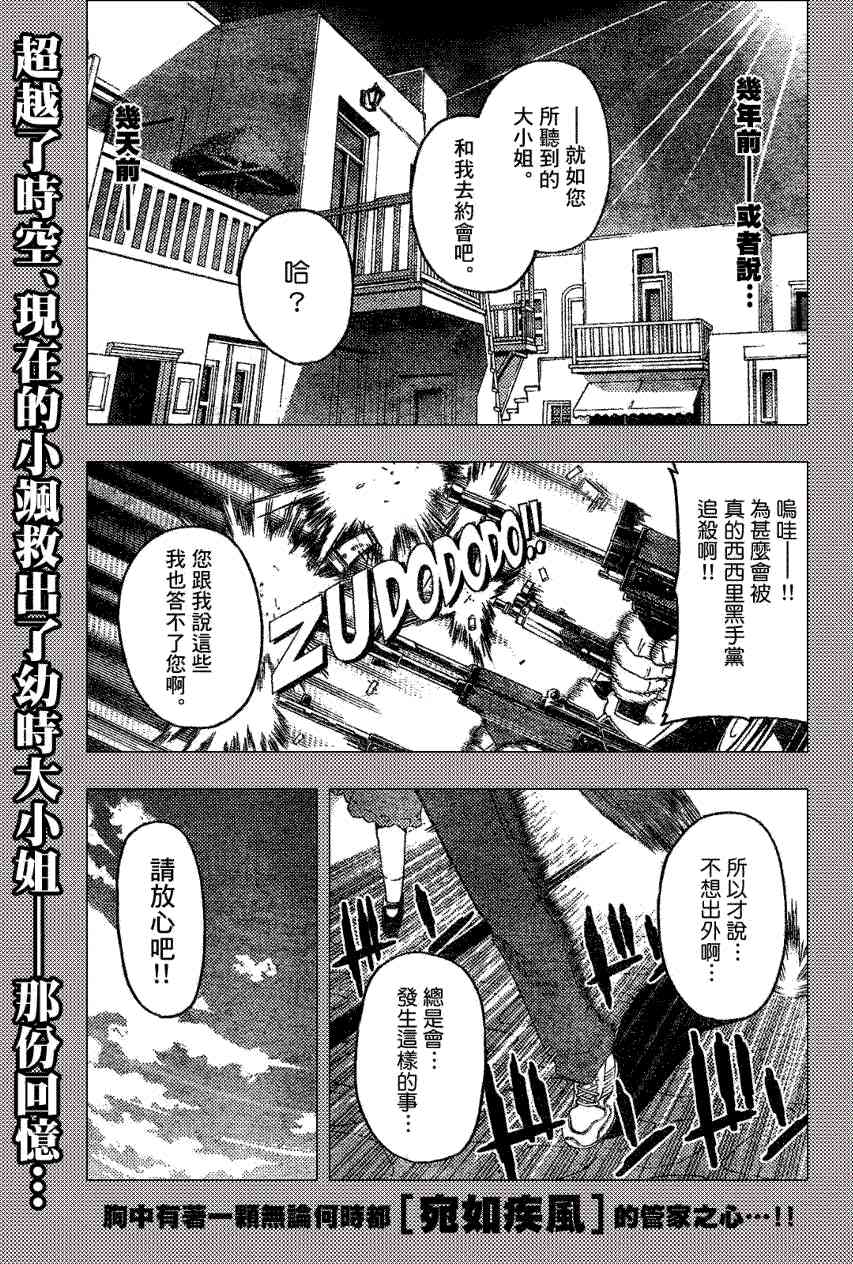 幾年前——或者說…
——就如您
所聽到的
大小姐。
和我去約會吧。
哈？
幾天前——
嗚哇——!!
為甚麼會被
真的西西里黑手黨
追殺啊!!
ZUDODODODO!!
您跟我說這些
我也答不了您啊。
所以才說…
不想出外啊…
總是會…
發生這樣的事…
請放心吧!!
超越了時空、現在的小颯救出了幼時大小姐——那份回憶…
胸中有著一顆無論何時都［宛如疾風］的管家之心…!!